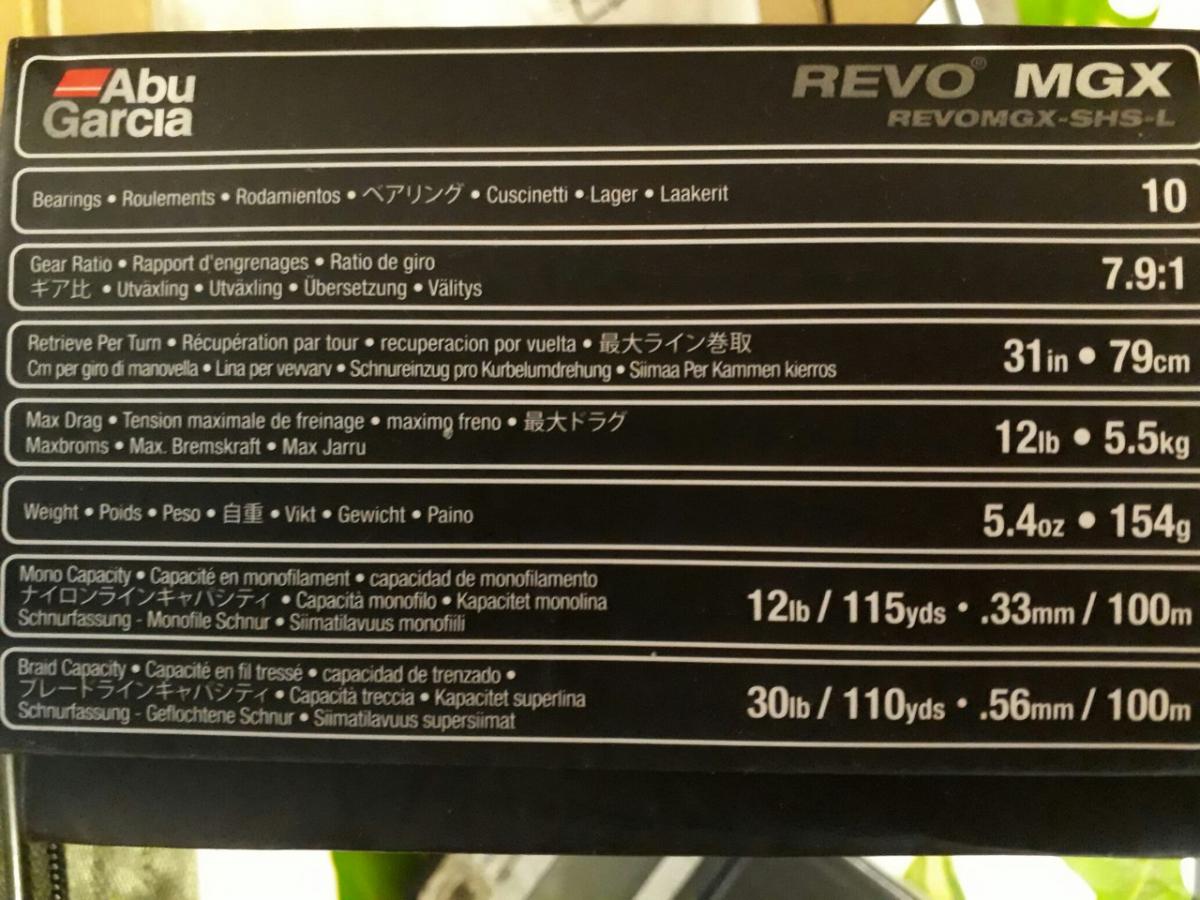 Abu
Garcia
REVO® MGX
REVOMGX-SHS-L
Bearings • Roulements • Rodamientos • ベアリング • Cuscinetti • Lager • Laakerit
10
Gear Ratio • Rapport d'engrenages • Ratio de giro
ギア比 • Utväxling • Utväxling • Übersetzung • Välitys
7.9:1
Retrieve Per Turn • Récupération par tour • recuperacion por vuelta • 最大ライン巻取
Cm per giro di manovella • Lina per vevvarv • Schnureinzug pro Kurbelumdrehung • Siimaa Per Kammen kierros
31in • 79cm
Max Drag • Tension maximale de freinage • maximo freno • 最大ドラグ
Maxbroms • Max. Bremskraft • Max Jarru
12lb • 5.5kg
Weight • Poids • Peso • 自重 • Vikt • Gewicht • Paino
5.4oz • 154g
Mono Capacity • Capacité en monofilament • capacidad de monofilamento
ナイロンラインキャパシティ • Capacità monofilo • Kapacitet monolina
Schnurfassung - Monofile Schnur • Siimatilavuus monofiili
12lb / 115yds • .33mm / 100m
Braid Capacity • Capacité en fil tressé • capacidad de trenzado •
ブレードラインキャパシティ • Capacità treccia • Kapacitet superlina
Schnurfassung - Geflochtene Schnur • Siimatilavuus supersiimat
30lb / 110yds • .56mm / 100m